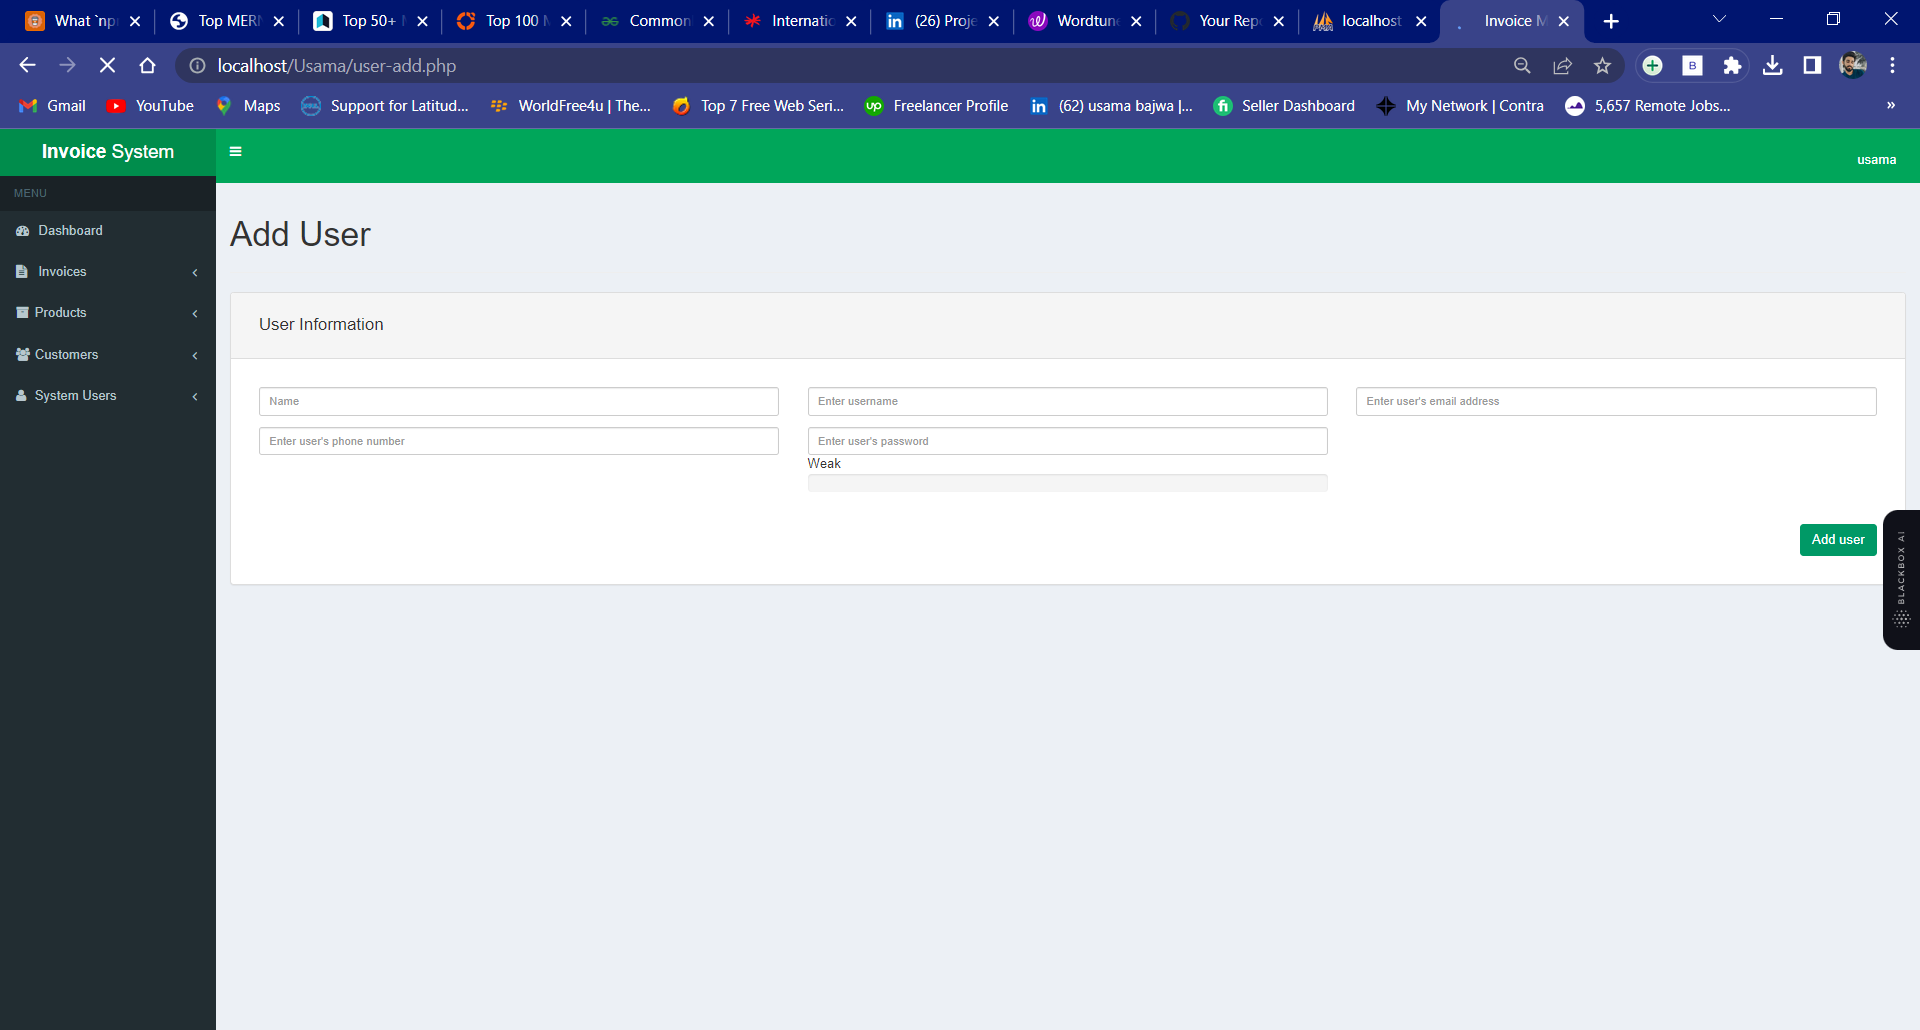 What `np
Top MER
Top 50+
Top 100
Common
Internatio
(26) Proje
Wordtune
Your Rep
localhost
Invoice M
localhost/Usama/user-add.php
Gmail
YouTube
Maps
Support for Latitud...
WorldFree4u | The...
Top 7 Free Web Seri...
Freelancer Profile
(62) usama bajwa |...
Seller Dashboard
My Network | Contra
5,657 Remote Jobs...
»
Invoice System
usama
MENU
Dashboard
Invoices
Products
Customers
System Users
Add User
User Information
Name
Enter username
Enter user's email address
Enter user's phone number
Enter user's password
Weak
Add user
BLACKBOX AI